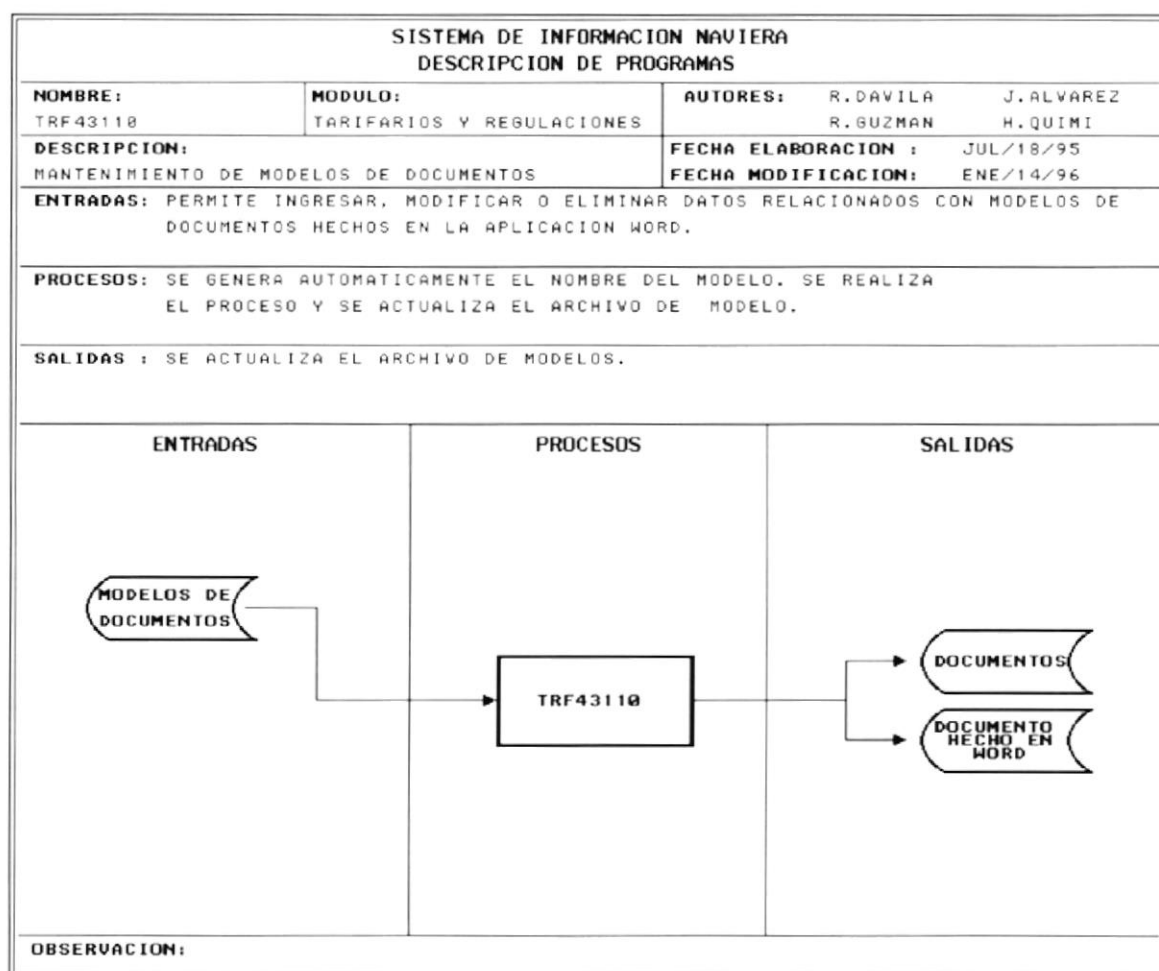 SISTEMA DE INFORMACION NAVIERA
DESCRIPCION DE PROGRAMAS
NOMBRE:
TRF43110
MODULO:
TARIFARIOS Y REGULACIONES
AUTORES: R.DAVILA J.ALVAREZ
R.GUZMAN H.QUIMI
DESCRIPCION:
MANTENIMIENTO DE MODELOS DE DOCUMENTOS
FECHA ELABORACION : JUL/18/95
FECHA MODIFICACION: ENE/14/96
ENTRADAS: PERMITE INGRESAR, MODIFICAR O ELIMINAR DATOS RELACIONADOS CON MODELOS DE
DOCUMENTOS HECHOS EN LA APLICACION WORD.
PROCESOS: SE GENERA AUTOMATICAMENTE EL NOMBRE DEL MODELO. SE REALIZA
EL PROCESO Y SE ACTUALIZA EL ARCHIVO DE MODELO.
SALIDAS : SE ACTUALIZA EL ARCHIVO DE MODELOS.
ENTRADAS
PROCESOS
SALIDAS
MODELOS DE
DOCUMENTOS
TRF43110
DOCUMENTOS
DOCUMENTO
HECHO EN
WORD
OBSERVACION: